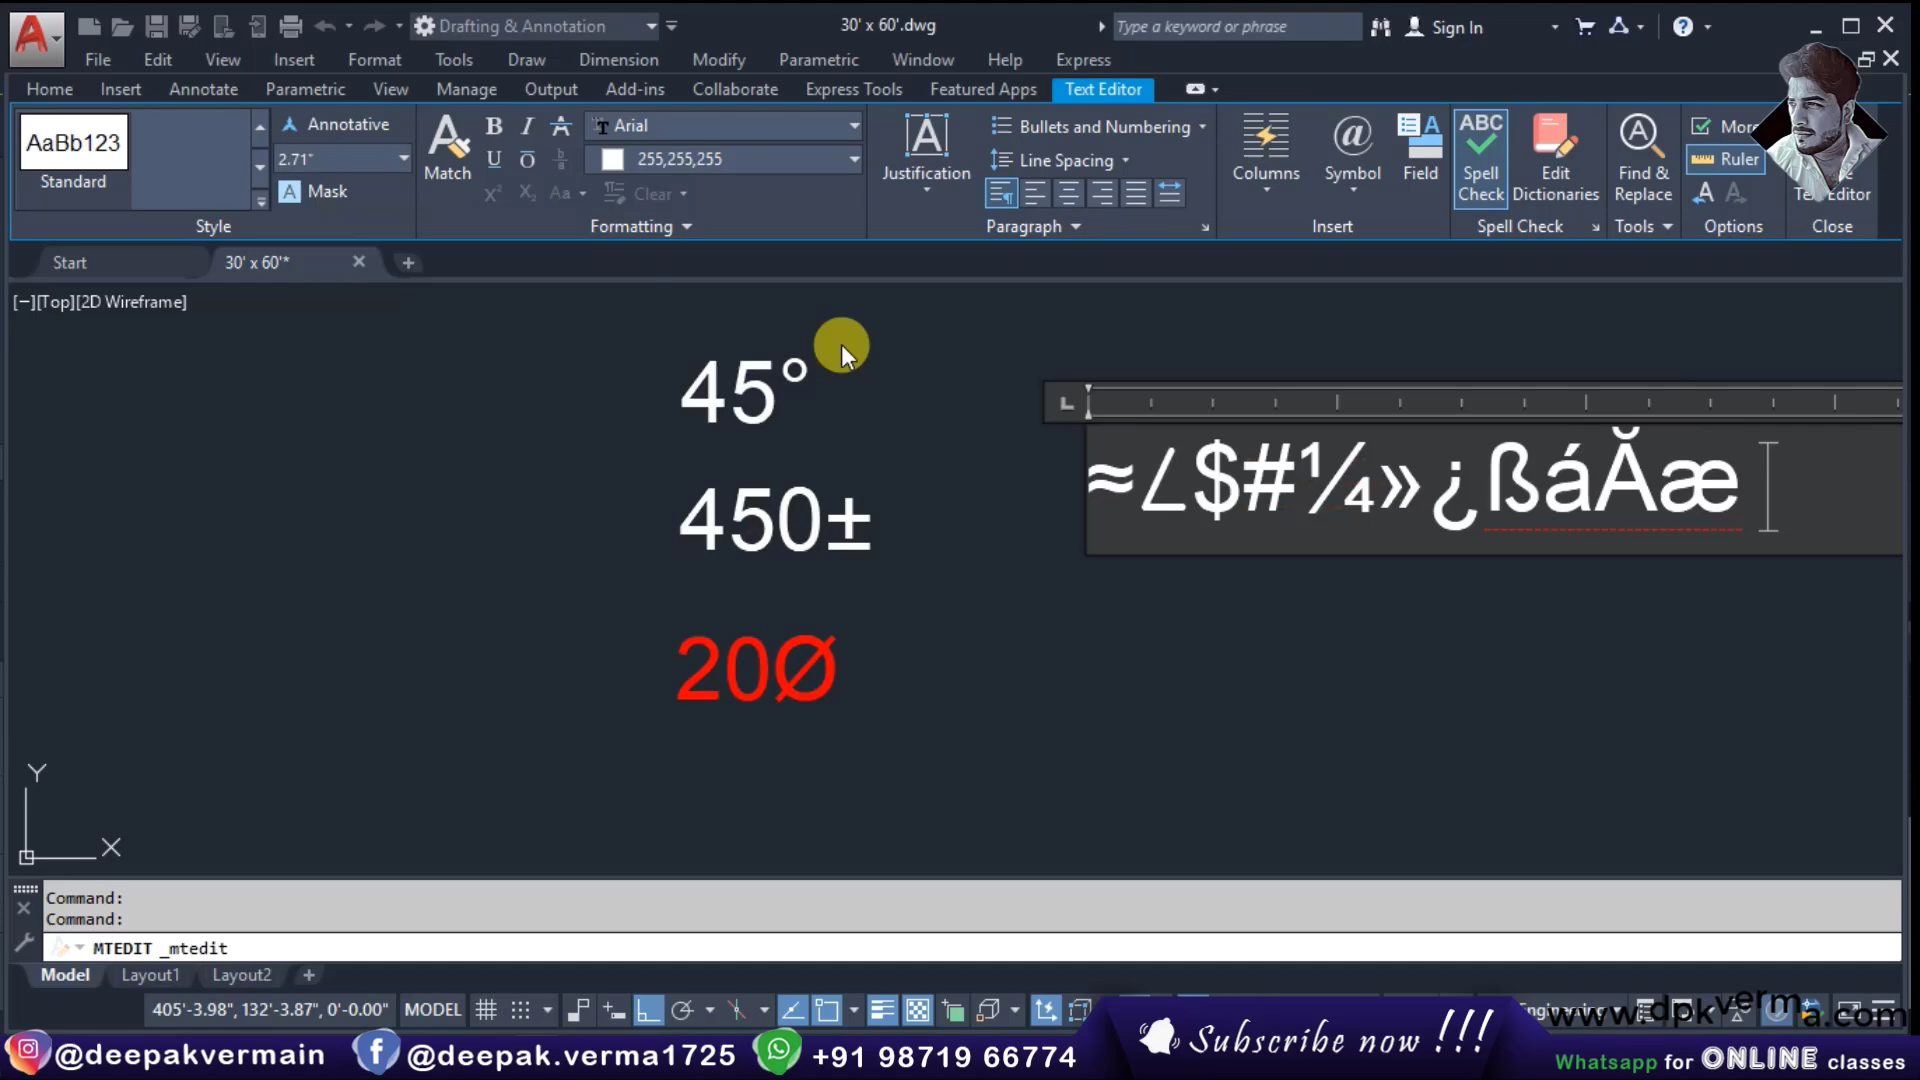 Drafting & Annotation
30' x 60'.dwg
Type a keyword or phrase
Sign In
File Edit View Insert Format Tools Draw Dimension Modify Parametric Window Help Express
Home Insert Annotate Parametric View Manage Output Add-ins Collaborate Express Tools Featured Apps Text Editor
AaBb123
Standard
Annotative
2.71"
Mask
Style
Match
Arial
255,255,255
Clear
Formatting
Justification
Bullets and Numbering
Line Spacing
Paragraph
Columns
Symbol
Field
Insert
ABC
Spell Check
Edit Dictionaries
Spell Check
Find & Replace
Tools
Ruler
Options
Close
Start
30' x 60'*
[−][Top][2D Wireframe]
45°
450±
20Ø
≈∠$#¼»¿ßáÃæ
Y
X
Command:
Command:
MTEDIT _mtedit
Model Layout1 Layout2
405'-3.98", 132'-3.87", 0'-0.00" MODEL
@deepakvermain
@deepak.verma1725
+91 98719 66774
Subscribe now !!!
www.dpkverma.com
Whatsapp for ONLINE classes